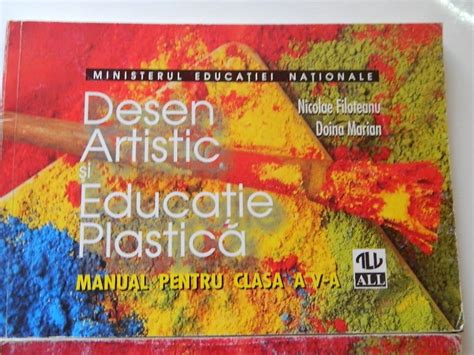 MINISTERUL EDUCAȚIEI NAȚIONALE
Nicolae Filoteanu
Doina Marian
Desen
Artistic
și
Educație
Plastică
MANUAL PENTRU CLASA A V-A
ALL